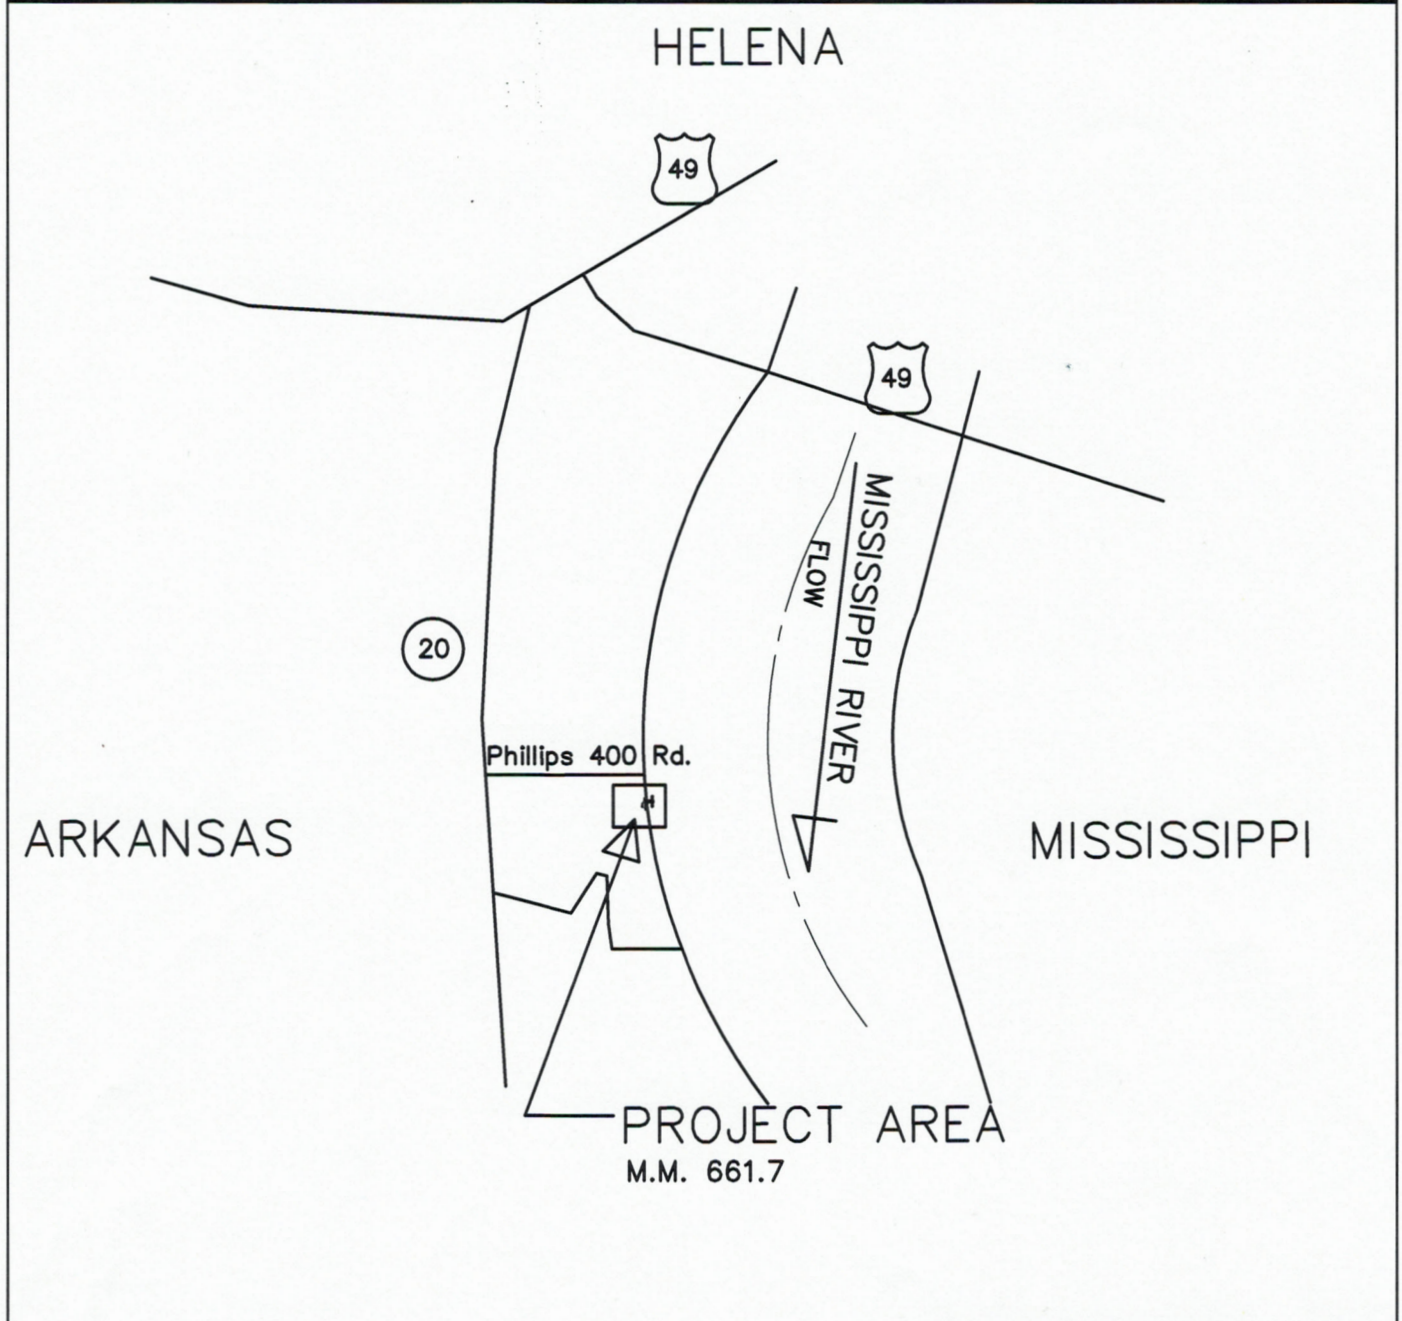 HELENA
49
49
MISSISSIPPI RIVER
FLOW
20
Phillips 400 Rd.
ARKANSAS
MISSISSIPPI
PROJECT AREA
M.M. 661.7